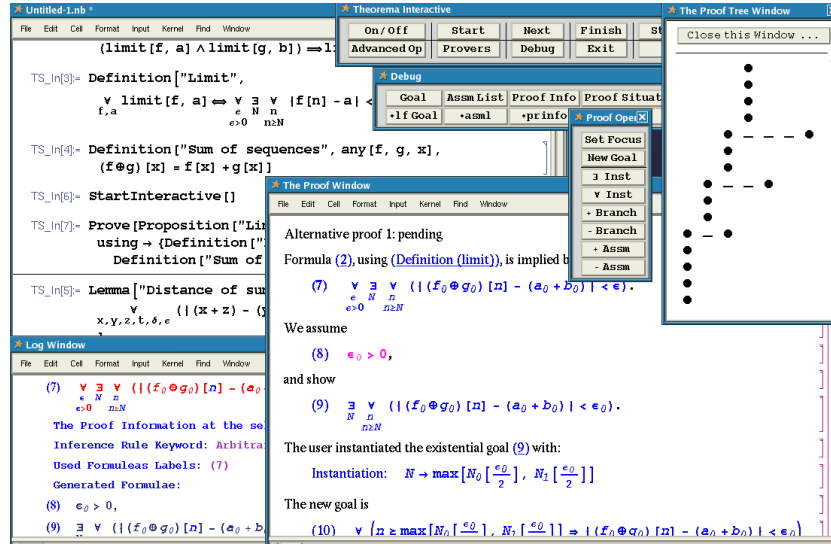 Untitled-1.nb *
File Edit Cell Format Input Kernel Find Window
(limit[f, a] ∧ limit[g, b]) ⟹
TS_In[3]:= Definition["Limit",
∀ limit[f, a] ⟺ ∀ ∃ ∀ |f[n] - a| <
f,a ϵ N n
ϵ>0 n≥N
TS_In[4]:= Definition["Sum of sequences", any[f, g, x],
(f⊕g) [x] = f[x] + g[x]]
TS_In[6]:= StartInteractive[]
TS_In[7]:= Prove[Proposition["
using → {Definition["
Definition["Sum of
TS_In[5]:= Lemma["Distance of
∀ (|(x + z) - (
x,y,z,t,δ,ϵ
Theorema Interactive
On/Off Start Next Finish
Advanced Op Provers Debug Exit
Debug
Goal Assm List Proof Info Proof
•lf Goal •asml •prinfo
Proof
Set Focus
New Goal
∃ Inst
∀ Inst
+ Branch
- Branch
+ Assm
- Assm
The Proof Tree Window
Close this Window ...
The Proof Window
File Edit Cell Format Input Kernel Find Window
Alternative proof 1: pending
Formula (2), using (Definition (limit)), is implied
(7) ∀ ∃ ∀ (|(f₀⊕g₀)[n] - (a₀ + b₀)| < ϵ).
ϵ N n
ϵ>0 n≥N
We assume
(8) ϵ₀ > 0,
and show
(9) ∃ ∀ (|(f₀⊕g₀)[n] - (a₀ + b₀)| < ϵ₀).
N n
n≥N
The user instantiated the existential goal (9) with:
Instantiation: N → max[N₀[ϵ₀/2], N₁[ϵ₀/2]]
The new goal is
(10) ∀ (n ≥ max[N₀[ϵ₀/2], N₁[ϵ₀/2]] ⇒ |(f₀⊕g₀)[n] - (a₀ + b₀)| < ϵ₀)
Log Window
File Edit Cell Format Input Kernel Find Window
(7) ∀ ∃ ∀ (|(f₀⊕g₀)[n] - (a₀
ϵ N n
ϵ>0 n≥N
The Proof Information at the
Inference Rule Keyword:
Used Formuleas Labels: (7)
Generated Formulae:
(8) ϵ₀ > 0,
(9) ∃ ∀ (|(f₀⊕g₀)[n] - (a₀ + b₀